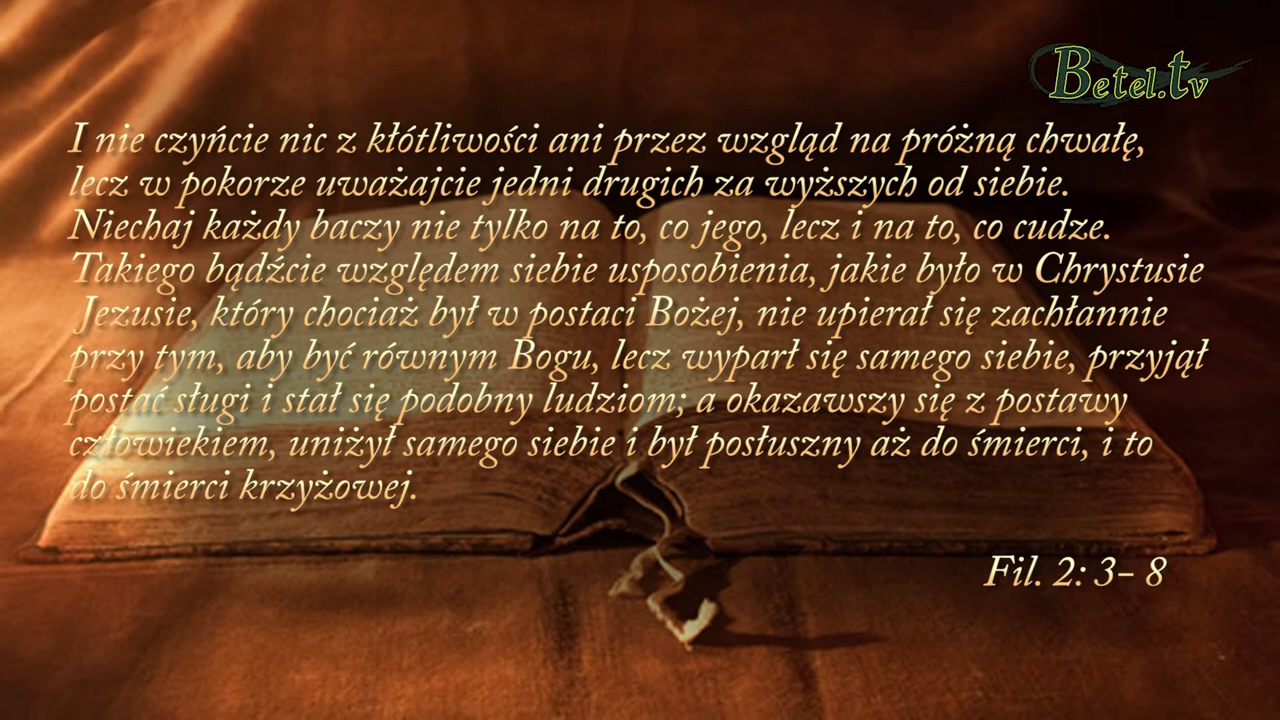 Betel.tv
I nie czyńcie nic z kłótliwości ani przez wzgląd na próżną chwałę,
lecz w pokorze uważajcie jedni drugich za wyższych od siebie.
Niechaj każdy baczy nie tylko na to, co jego, lecz i na to, co cudze.
Takiego bądźcie względem siebie usposobienia, jakie było w Chrystusie
Jezusie, który chociaż był w postaci Bożej, nie upierał się zachłannie
przy tym, aby być równym Bogu, lecz wyparł się samego siebie, przyjął
postać sługi i stał się podobny ludziom; a okazawszy się z postawy
człowiekiem, uniżył samego siebie i był posłuszny aż do śmierci, i to
do śmierci krzyżowej.
Fil. 2: 3- 8